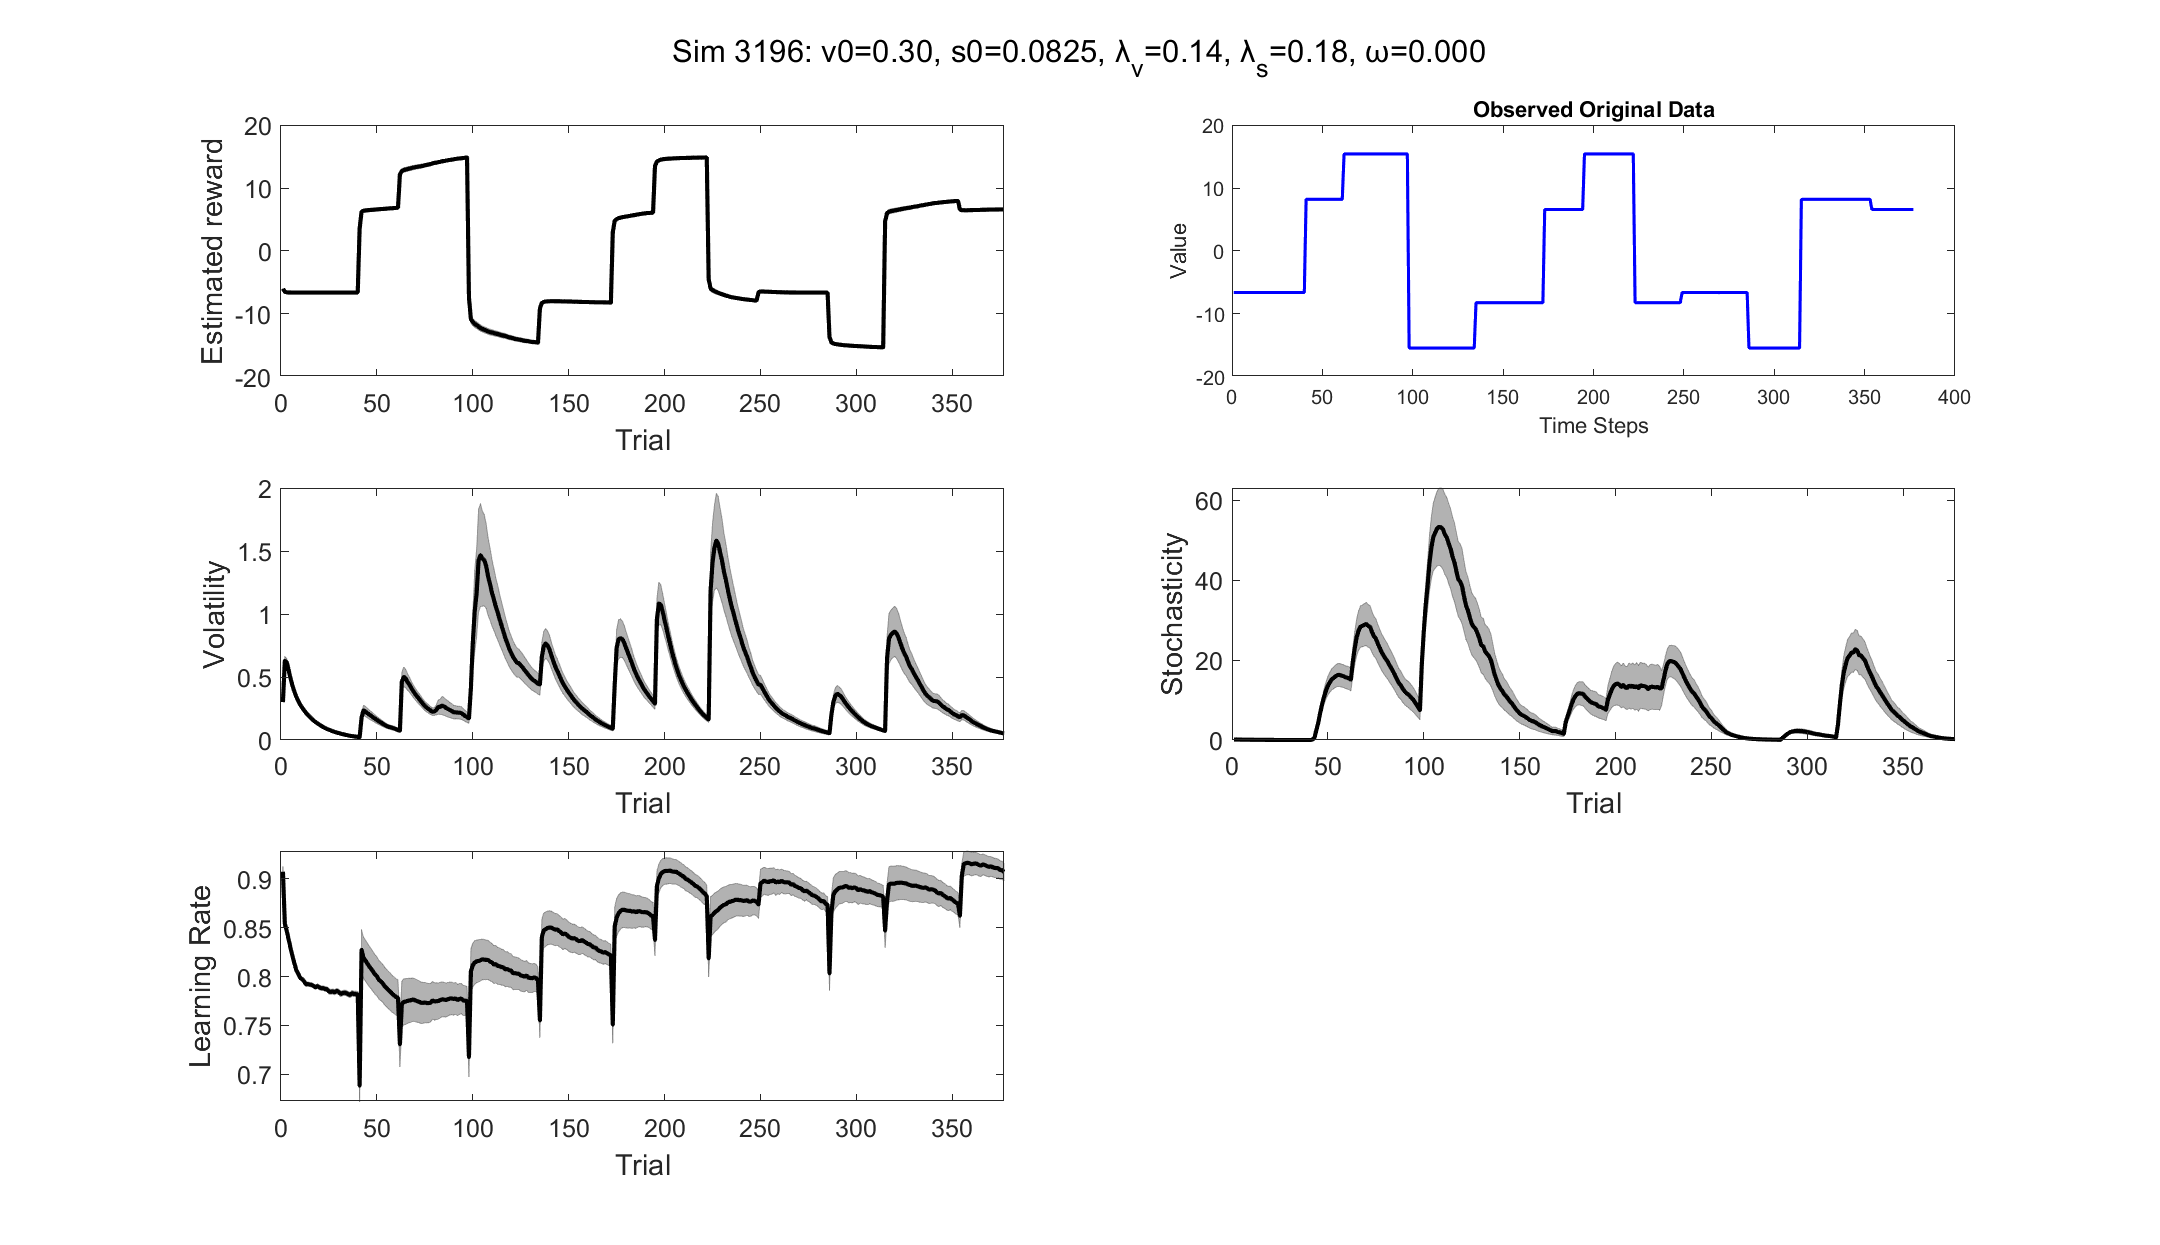 Sim 3196: v0=0.30, s0=0.0825, λv=0.14, λs=0.18, ω=0.000
Estimated reward
20
10
0
-10
-20
0 50 100 150 200 250 300 350
Trial
Observed Original Data
Value
20
10
0
-10
-20
0 50 100 150 200 250 300 350 400
Time Steps
Volatility
2
1.5
1
0.5
0
0 50 100 150 200 250 300 350
Trial
Stochasticity
60
40
20
0
0 50 100 150 200 250 300 350
Trial
Learning Rate
0.9
0.85
0.8
0.75
0.7
0 50 100 150 200 250 300 350
Trial